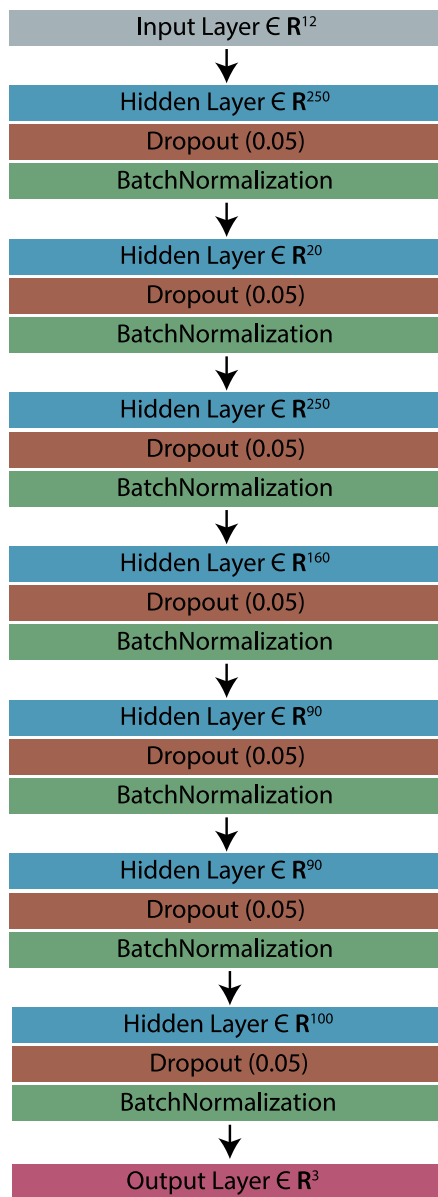 Input Layer ∈ R¹²
Hidden Layer ∈ R²⁵⁰
Dropout (0.05)
BatchNormalization
Hidden Layer ∈ R²⁰
Dropout (0.05)
BatchNormalization
Hidden Layer ∈ R²⁵⁰
Dropout (0.05)
BatchNormalization
Hidden Layer ∈ R¹⁶⁰
Dropout (0.05)
BatchNormalization
Hidden Layer ∈ R⁹⁰
Dropout (0.05)
BatchNormalization
Hidden Layer ∈ R⁹⁰
Dropout (0.05)
BatchNormalization
Hidden Layer ∈ R¹⁰⁰
Dropout (0.05)
BatchNormalization
Output Layer ∈ R³